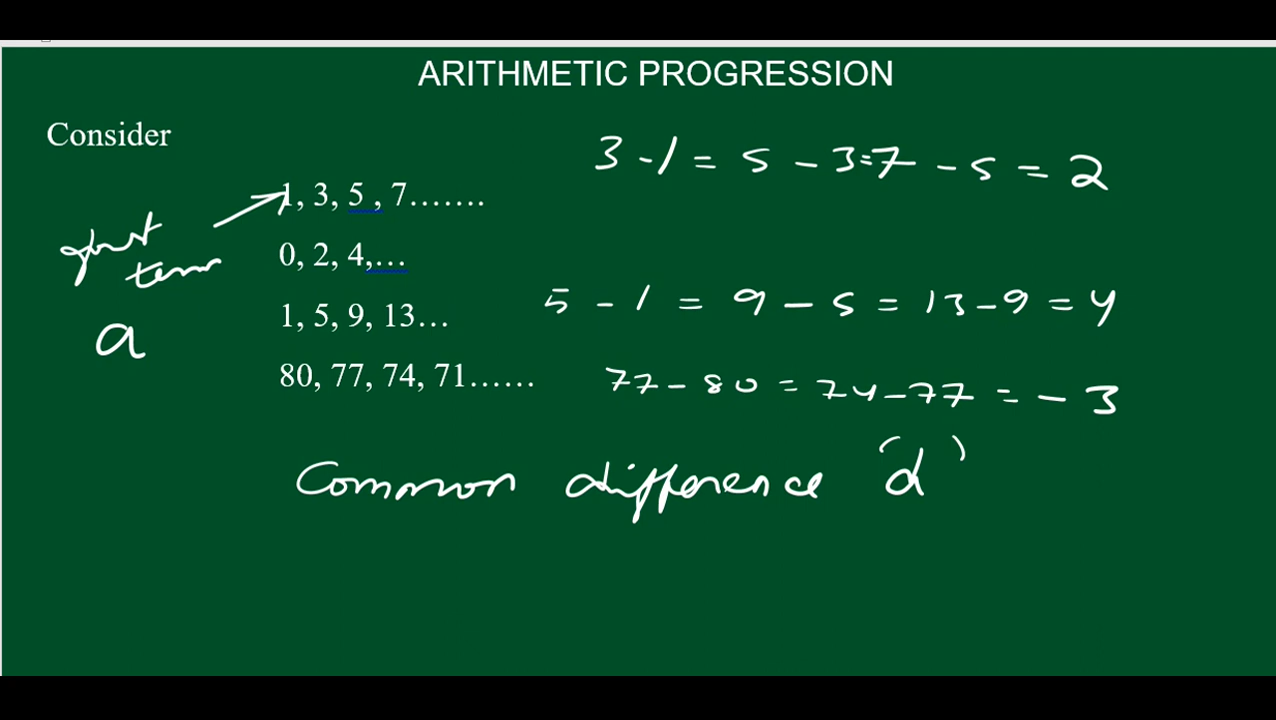 ARITHMETIC PROGRESSION
Consider
3 - 1 = 5 - 3 = 7 - 5 = 2
1, 3, 5 , 7.......
first
term
a
0, 2, 4,...
5 - 1 = 9 - 5 = 13 - 9 = 4
1, 5, 9, 13...
80, 77, 74, 71......
77 - 80 = 74 - 77 = - 3
Common difference 'd'